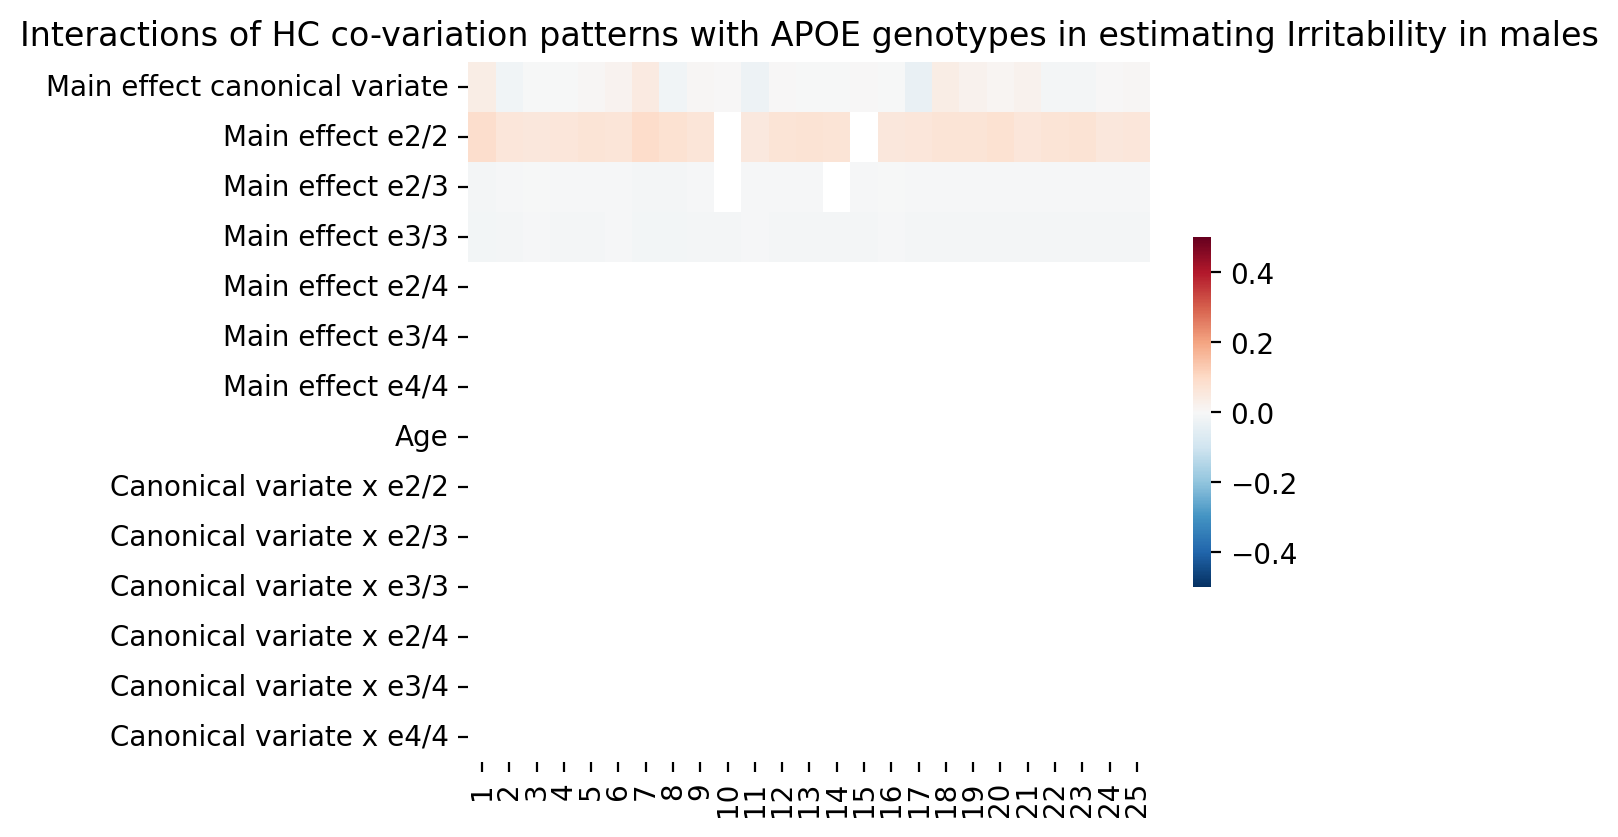 Interactions of HC co-variation patterns with APOE genotypes in estimating Irritability in males
Main effect canonical variate
Main effect e2/2
Main effect e2/3
Main effect e3/3
Main effect e2/4
Main effect e3/4
Main effect e4/4
Age
Canonical variate x e2/2
Canonical variate x e2/3
Canonical variate x e3/3
Canonical variate x e2/4
Canonical variate x e3/4
Canonical variate x e4/4
1 2 3 4 5 6 7 8 9 10 11 12 13 14 15 16 17 18 19 20 21 22 23 24 25
0.4
0.2
0.0
−0.2
−0.4